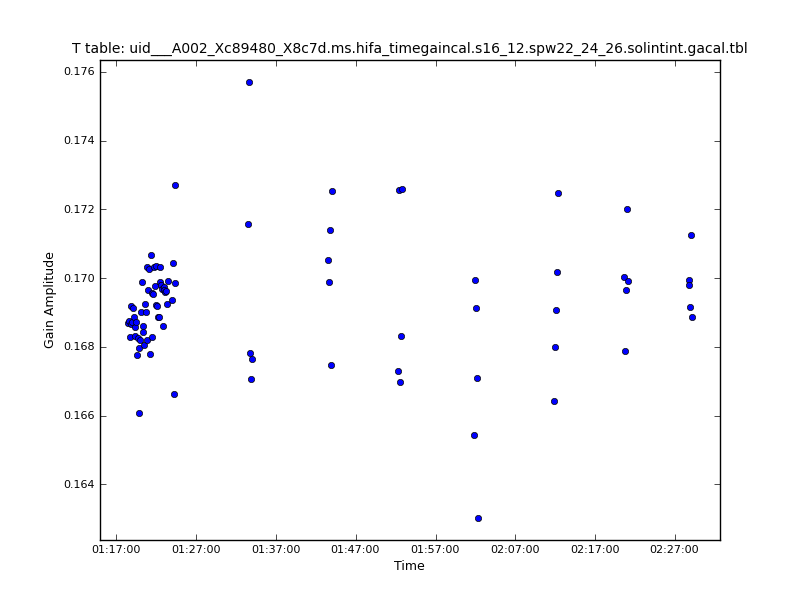 T table: uid___A002_Xc89480_X8c7d.ms.hifa_timegaincal.s16_12.spw22_24_26.solintint.gacal.tbl
0.176
0.174
0.172
0.170
0.168
0.166
0.164
Gain Amplitude
01:17:00 01:27:00 01:37:00 01:47:00 01:57:00 02:07:00 02:17:00 02:27:00
Time